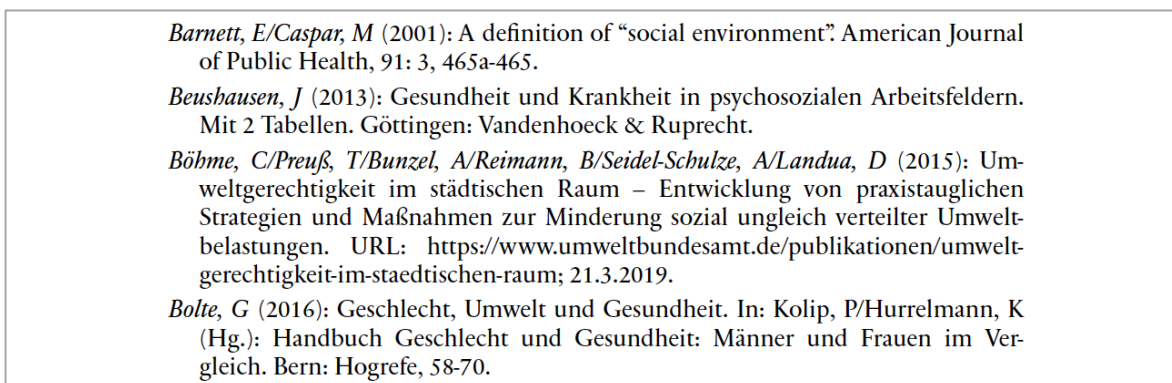 Barnett, E/Caspar, M (2001): A definition of “social environment”. American Journal
of Public Health, 91: 3, 465a-465.
Beushausen, J (2013): Gesundheit und Krankheit in psychosozialen Arbeitsfeldern.
Mit 2 Tabellen. Göttingen: Vandenhoeck & Ruprecht.
Böhme, C/Preuß, T/Bunzel, A/Reimann, B/Seidel-Schulze, A/Landua, D (2015): Um-
weltgerechtigkeit im städtischen Raum – Entwicklung von praxistauglichen
Strategien und Maßnahmen zur Minderung sozial ungleich verteilter Umwelt-
belastungen. URL: https://www.umweltbundesamt.de/publikationen/umwelt-
gerechtigkeit-im-staedtischen-raum; 21.3.2019.
Bolte, G (2016): Geschlecht, Umwelt und Gesundheit. In: Kolip, P/Hurrelmann, K
(Hg.): Handbuch Geschlecht und Gesundheit: Männer und Frauen im Ver-
gleich. Bern: Hogrefe, 58-70.